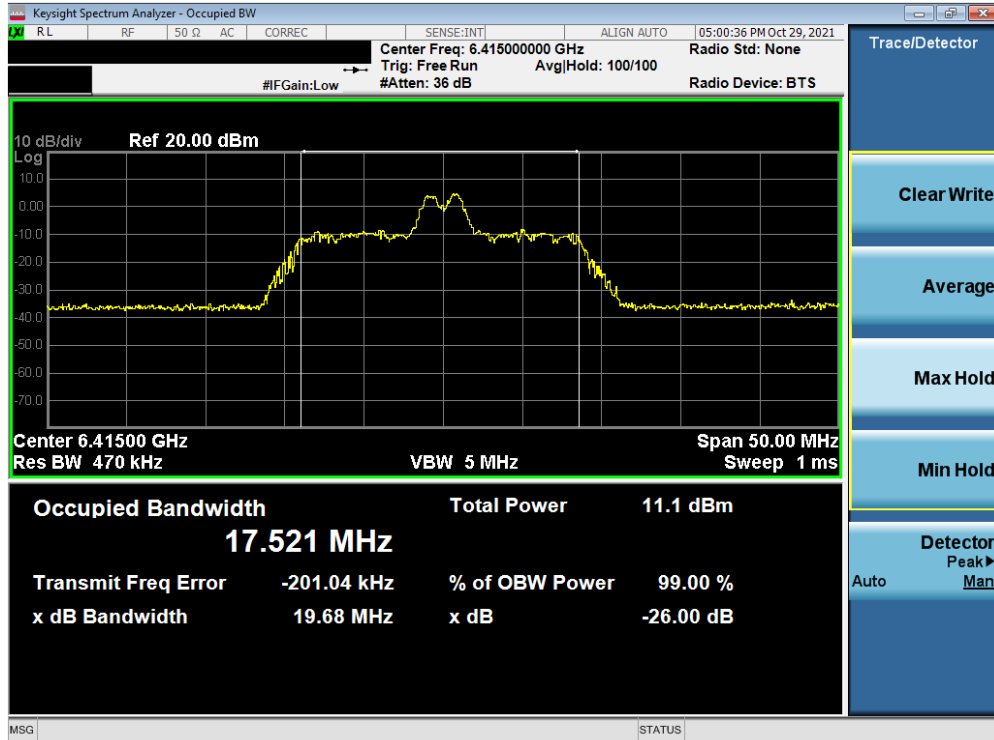 Keysight Spectrum Analyzer - Occupied BW
LXI RL RF 50 Ω AC CORREC SENSE:INT ALIGN AUTO 05:00:36 PM Oct 29, 2021
Center Freq: 6.415000000 GHz Radio Std: None
Trig: Free Run Avg|Hold: 100/100
#IFGain:Low #Atten: 36 dB Radio Device: BTS
10 dB/div Ref 20.00 dBm
Log
10.0
0.00
-10.0
-20.0
-30.0
-40.0
-50.0
-60.0
-70.0
Center 6.41500 GHz Span 50.00 MHz
Res BW 470 kHz VBW 5 MHz Sweep 1 ms
Occupied Bandwidth Total Power 11.1 dBm
17.521 MHz
Transmit Freq Error -201.04 kHz % of OBW Power 99.00 %
x dB Bandwidth 19.68 MHz x dB -26.00 dB
Trace/Detector
Clear Write
Average
Max Hold
Min Hold
Detector
Peak▶
Auto Man
MSG STATUS